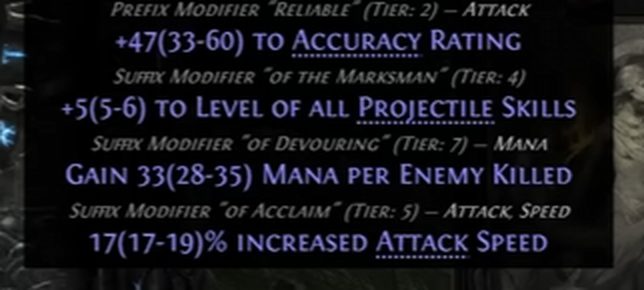 Prefix Modifier "Reliable" (Tier: 2) — Attack
+47(33-60) to Accuracy Rating
Suffix Modifier "of the Marksman" (Tier: 4)
+5(5-6) to Level of all Projectile Skills
Suffix Modifier "of Devouring" (Tier: 7) — Mana
Gain 33(28-35) Mana per Enemy Killed
Suffix Modifier "of Acclaim" (Tier: 5) — Attack, Speed
17(17-19)% increased Attack Speed